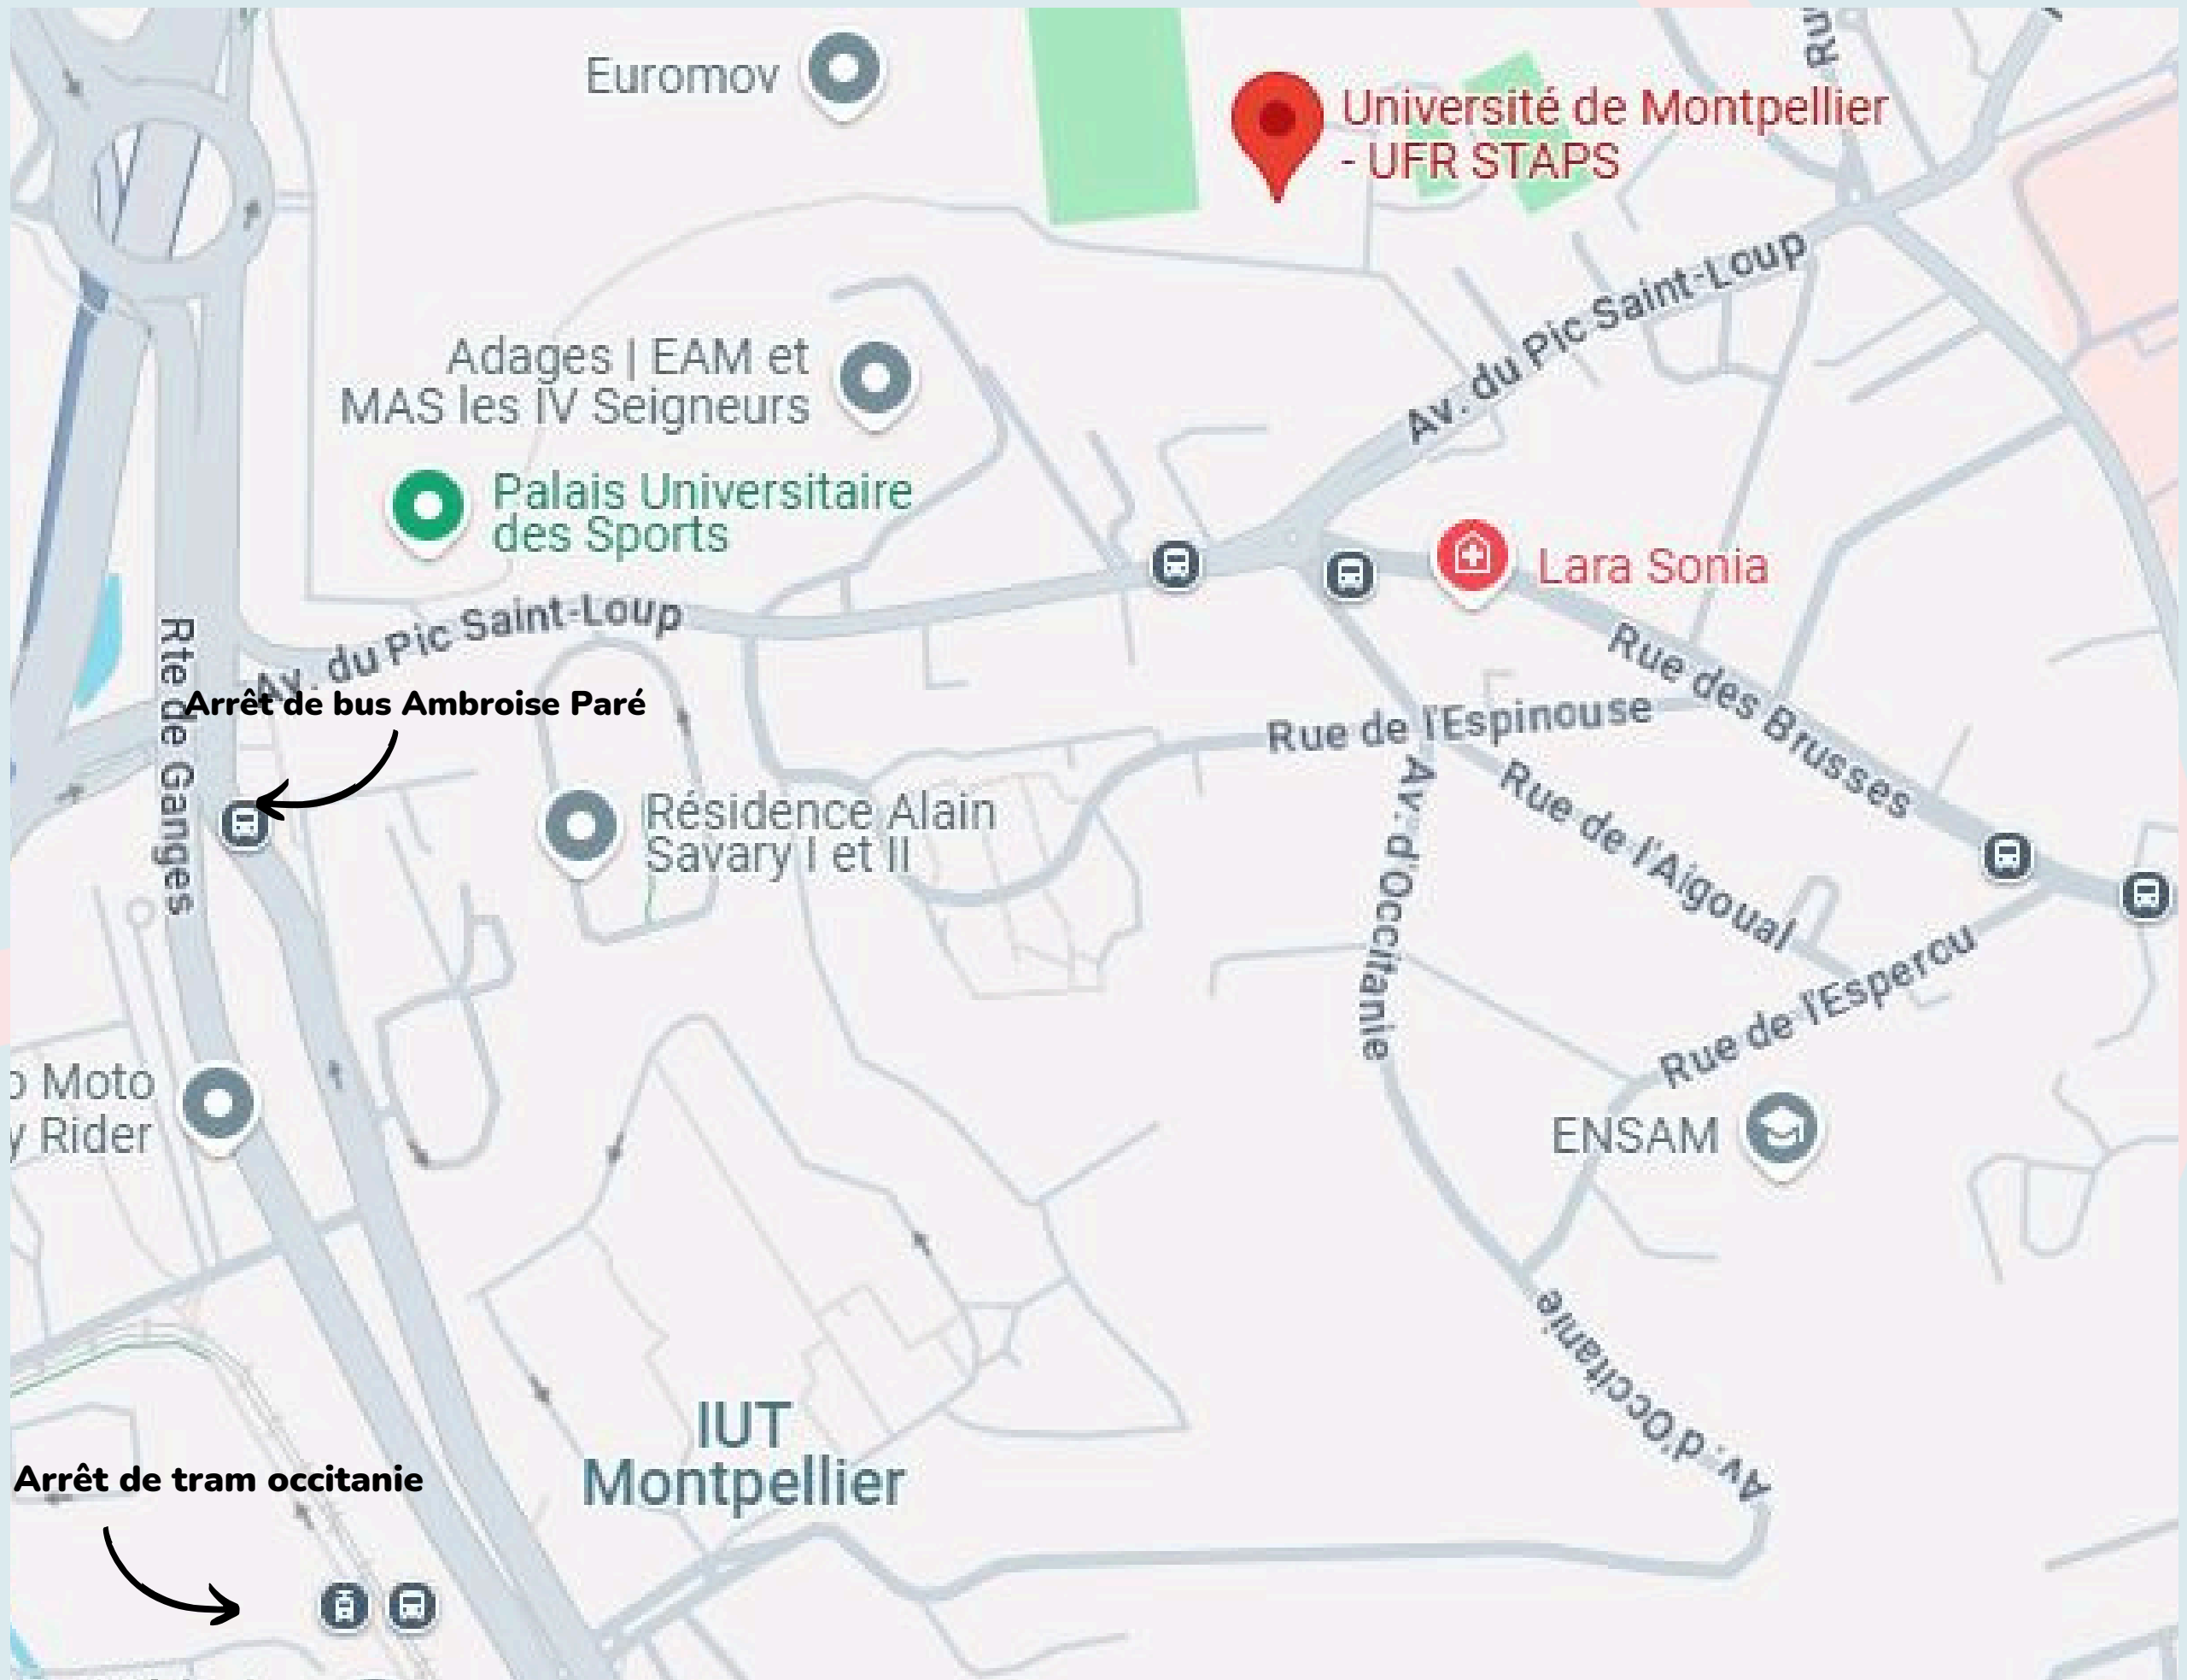 Euromov
Université de Montpellier
- UFR STAPS
Ru
Av. du Pic Saint-Loup
Adages | EAM et
MAS les IV Seigneurs
Palais Universitaire
des Sports
Lara Sonia
Av. du Pic Saint-Loup
Rte de Ganges
Arrêt de bus Ambroise Paré
Rue des Brusses
Rue de l'Espinouse
Résidence Alain
Savary I et II
Rue de l'Aigoual
Av. d'Occitanie
Rue de l'Esperou
o Moto
y Rider
ENSAM
Av. d'Occitanie
IUT
Montpellier
Arrêt de tram occitanie